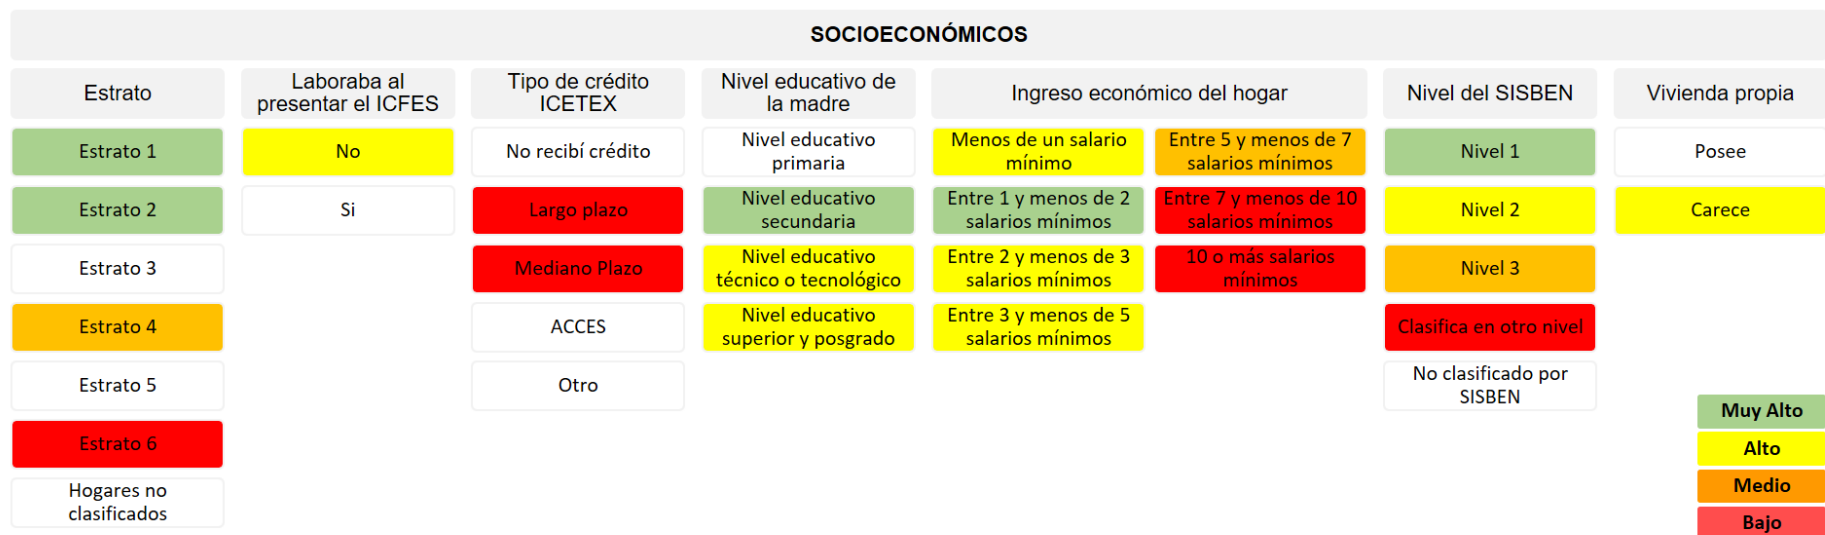 SOCIOECONÓMICOS
Estrato
Estrato 1
Estrato 2
Estrato 3
Estrato 4
Estrato 5
Estrato 6
Hogares no
clasificados
Laboraba al
presentar el ICFES
No
Si
Tipo de crédito
ICETEX
No recibí crédito
Largo plazo
Mediano Plazo
ACCES
Otro
Nivel educativo de
la madre
Nivel educativo
primaria
Nivel educativo
secundaria
Nivel educativo
técnico o tecnológico
Nivel educativo
superior y posgrado
Ingreso económico del hogar
Menos de un salario
mínimo
Entre 1 y menos de 2
salarios mínimos
Entre 2 y menos de 3
salarios mínimos
Entre 3 y menos de 5
salarios mínimos
Entre 5 y menos de 7
salarios mínimos
Entre 7 y menos de 10
salarios mínimos
10 o más salarios
mínimos
Nivel del SISBEN
Nivel 1
Nivel 2
Nivel 3
Clasifica en otro nivel
No clasificado por
SISBEN
Vivienda propia
Posee
Carece
Muy Alto
Alto
Medio
Bajo